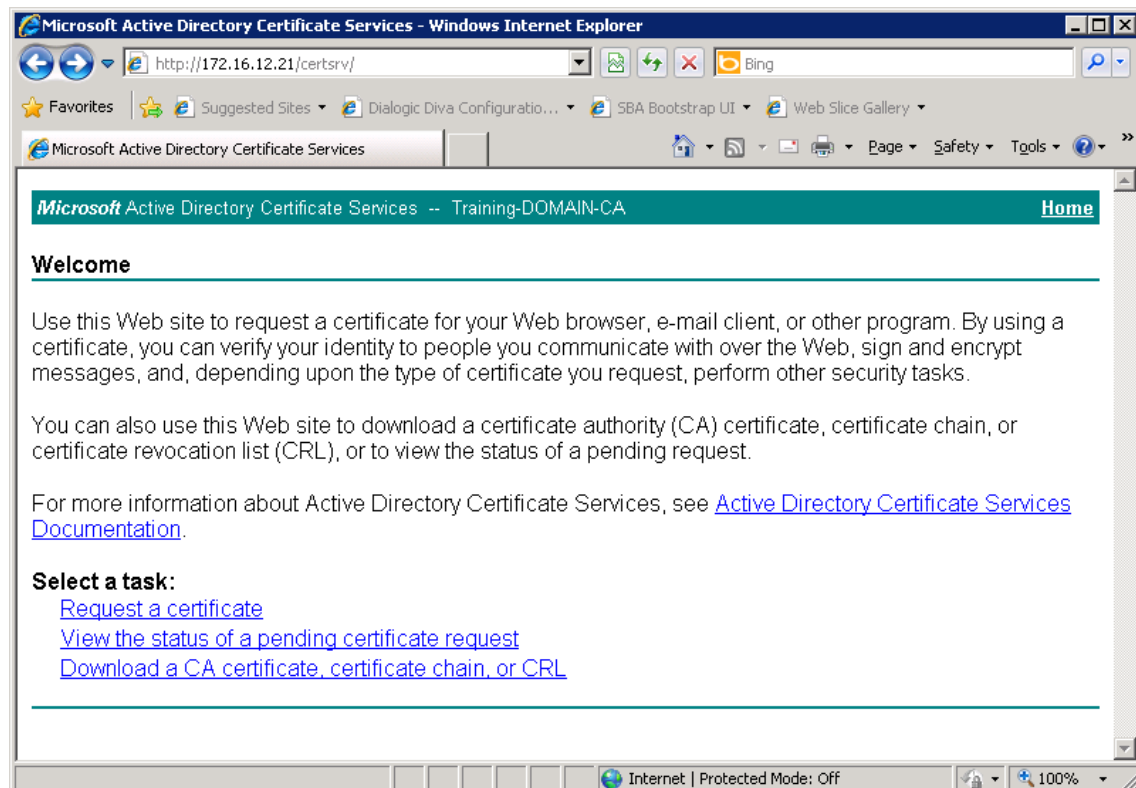 Microsoft Active Directory Certificate Services - Windows Internet Explorer
http://172.16.12.21/certsrv/
Bing
Favorites
Suggested Sites
Dialogic Diva Configuratio...
SBA Bootstrap UI
Web Slice Gallery
Microsoft Active Directory Certificate Services
Page
Safety
Tools
»
Microsoft Active Directory Certificate Services -- Training-DOMAIN-CA
Home
Welcome
Use this Web site to request a certificate for your Web browser, e-mail client, or other program. By using a
certificate, you can verify your identity to people you communicate with over the Web, sign and encrypt
messages, and, depending upon the type of certificate you request, perform other security tasks.
You can also use this Web site to download a certificate authority (CA) certificate, certificate chain, or
certificate revocation list (CRL), or to view the status of a pending request.
For more information about Active Directory Certificate Services, see Active Directory Certificate Services
Documentation.
Select a task:
Request a certificate
View the status of a pending certificate request
Download a CA certificate, certificate chain, or CRL
Internet | Protected Mode: Off
100%